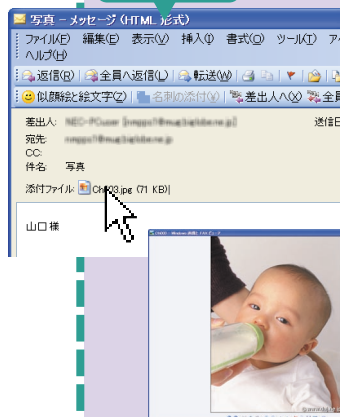 写真 - メッセージ (HTML 形式)
ファイル(F) 編集(E) 表示(V) 挿入(I) 書式(O) ツール(T)
ヘルプ(H)
返信(R) 全員へ返信(L) 転送(W)
似顔絵と絵文字(Z) 名刺の添付(V) 差出人へ(X) 全員
差出人: 送信日
宛先:
CC:
件名: 写真
添付ファイル: .jpg (71 KB)
山口 様